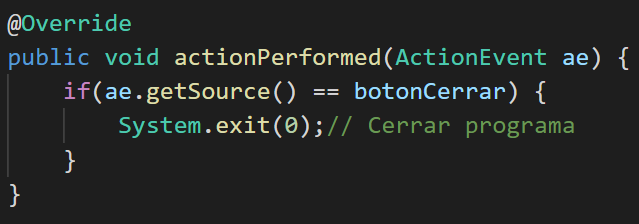 @Override
public void actionPerformed(ActionEvent ae) {
    if(ae.getSource() == botonCerrar) {
        System.exit(0);// Cerrar programa
    }
}